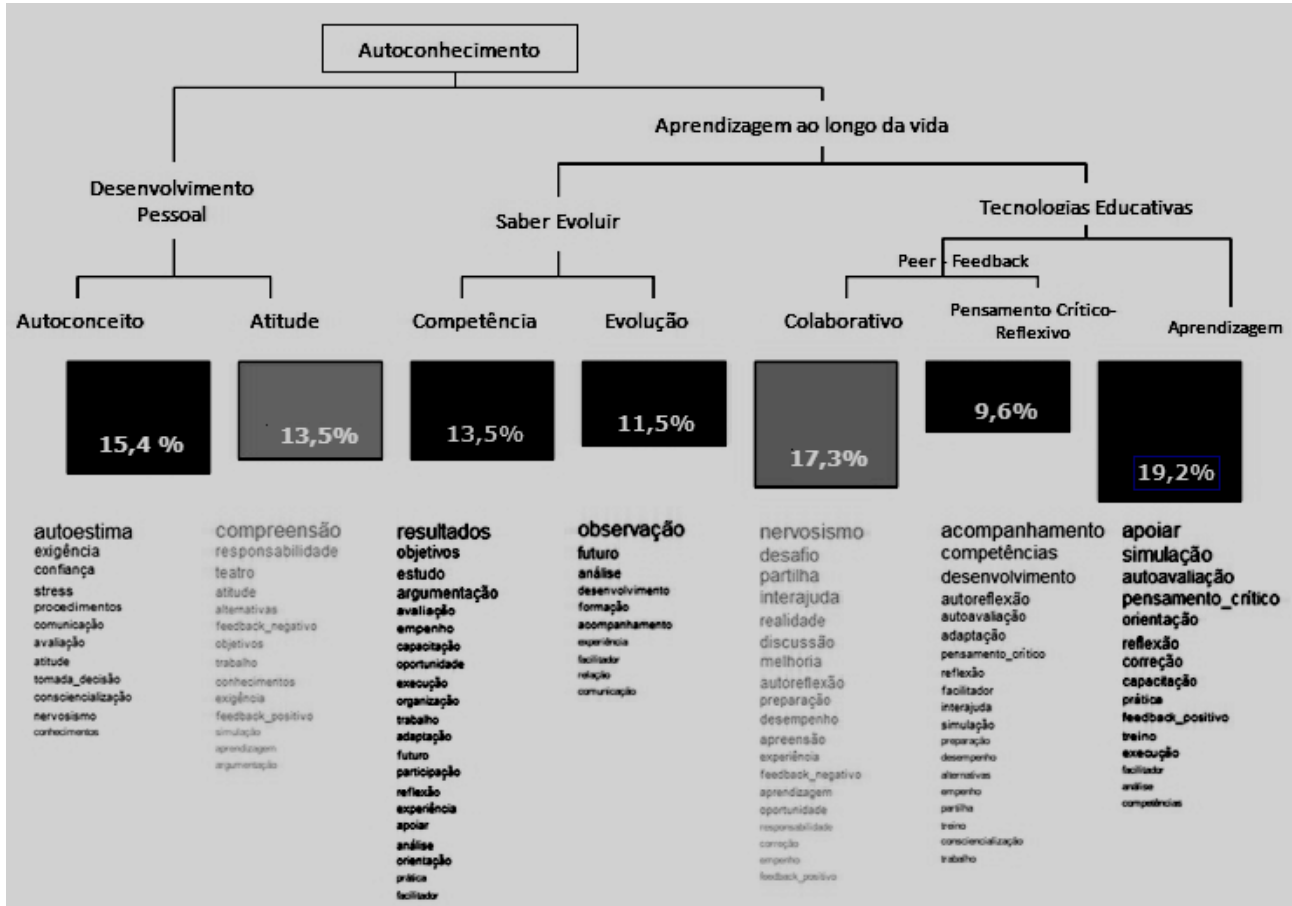 Autoconhecimento
Aprendizagem ao longo da vida
Desenvolvimento
Pessoal
Saber Evoluir
Tecnologias Educativas
Peer - Feedback
Autoconceito
Atitude
Competência
Evolução
Colaborativo
Pensamento Crítico-
Reflexivo
Aprendizagem
15,4 %
13,5%
13,5%
11,5%
17,3%
9,6%
19,2%
autoestima
exigência
confiança
stress
procedimentos
comunicação
avaliação
atitude
tomada_decisão
consciencialização
nervosismo
conhecimentos
compreensão
responsabilidade
teatro
atitude
alternativas
feedback_negativo
objetivos
trabalho
conhecimentos
exigência
feedback_positivo
simulação
aprendizagem
argumentação
resultados
objetivos
estudo
argumentação
avaliação
empenho
capacitação
oportunidade
execução
organização
trabalho
adaptação
futuro
participação
reflexão
experiência
apoiar
análise
orientação
prática
facilitador
observação
futuro
análise
desenvolvimento
formação
acompanhamento
experiência
facilitador
relação
comunicação
nervosismo
desafio
partilha
interajuda
realidade
discussão
melhoria
autoreflexão
preparação
desempenho
apreensão
experiência
feedback_negativo
aprendizagem
oportunidade
responsabilidade
correção
empenho
feedback_positivo
acompanhamento
competências
desenvolvimento
autoreflexão
autoavaliação
adaptação
pensamento_crítico
reflexão
facilitador
interajuda
simulação
preparação
desempenho
alternativas
empenho
partilha
treino
consciencialização
trabalho
apoiar
simulação
autoavaliação
pensamento_crítico
orientação
reflexão
correção
capacitação
prática
feedback_positivo
treino
execução
facilitador
análise
competências